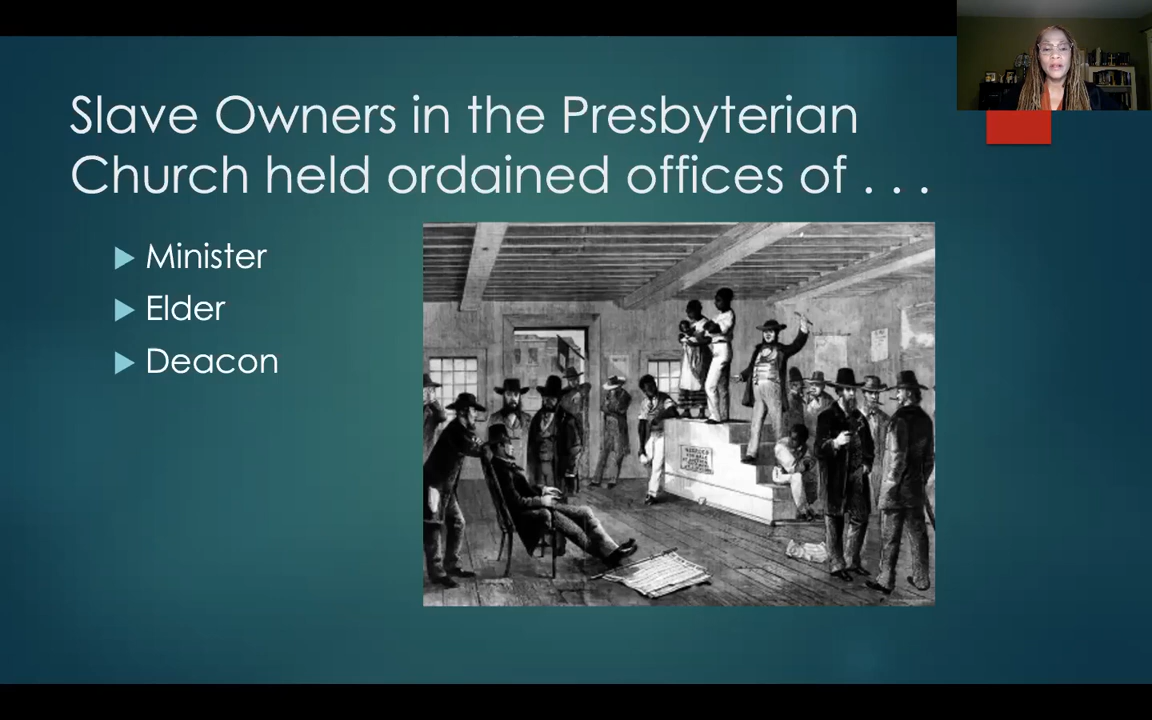 Slave Owners in the Presbyterian
Church held ordained offices of . . .
Minister
Elder
Deacon